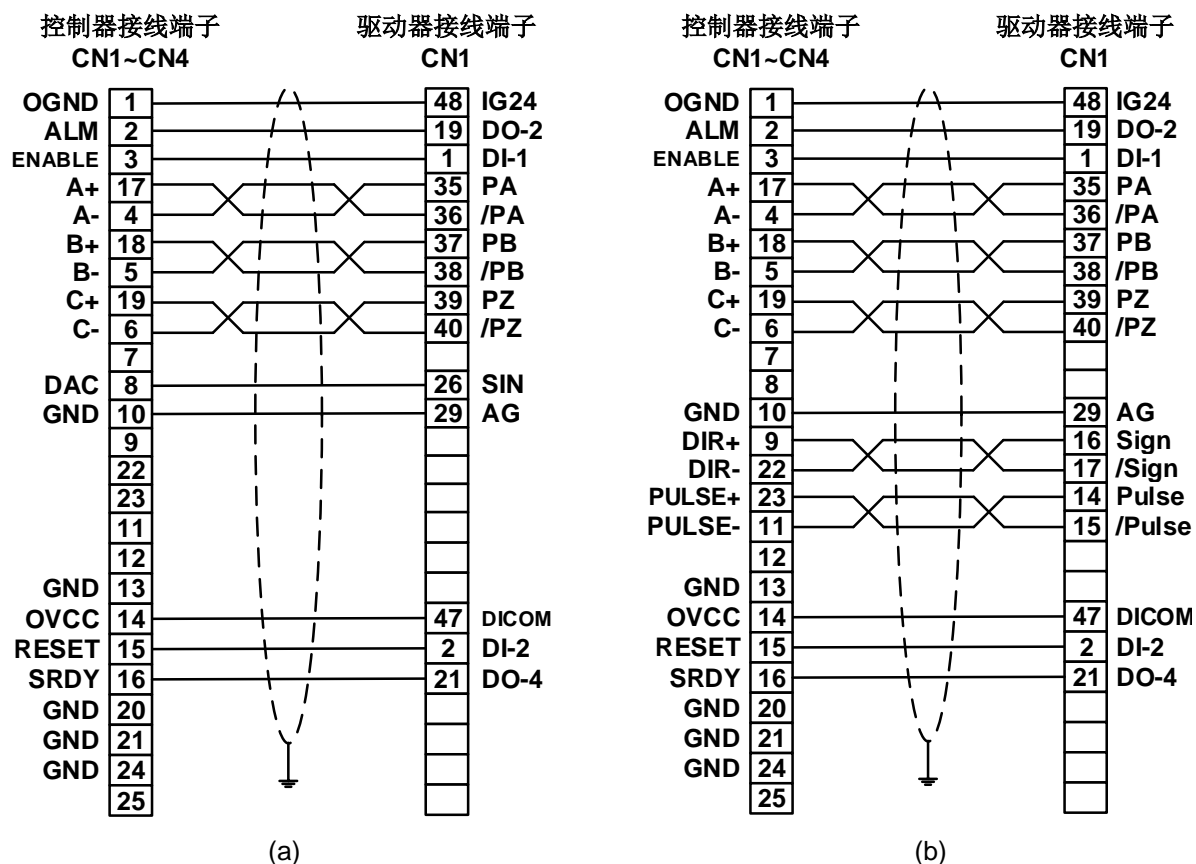 控制器接线端子 驱动器接线端子
CN1~CN4 CN1
OGND 1 48 IG24
ALM 2 19 DO-2
ENABLE 3 1 DI-1
A+ 17 35 PA
A- 4 36 /PA
B+ 18 37 PB
B- 5 38 /PB
C+ 19 39 PZ
C- 6 40 /PZ
7
DAC 8 26 SIN
GND 10 29 AG
9
22
23
11
12
GND 13
OVCC 14 47 DICOM
RESET 15 2 DI-2
SRDY 16 21 DO-4
GND 20
GND 21
GND 24
25
(a)
控制器接线端子 驱动器接线端子
CN1~CN4 CN1
OGND 1 48 IG24
ALM 2 19 DO-2
ENABLE 3 1 DI-1
A+ 17 35 PA
A- 4 36 /PA
B+ 18 37 PB
B- 5 38 /PB
C+ 19 39 PZ
C- 6 40 /PZ
7
8
GND 10 29 AG
DIR+ 9 16 Sign
DIR- 22 17 /Sign
PULSE+ 23 14 Pulse
PULSE- 11 15 /Pulse
12
GND 13
OVCC 14 47 DICOM
RESET 15 2 DI-2
SRDY 16 21 DO-4
GND 20
GND 21
GND 24
25
(b)